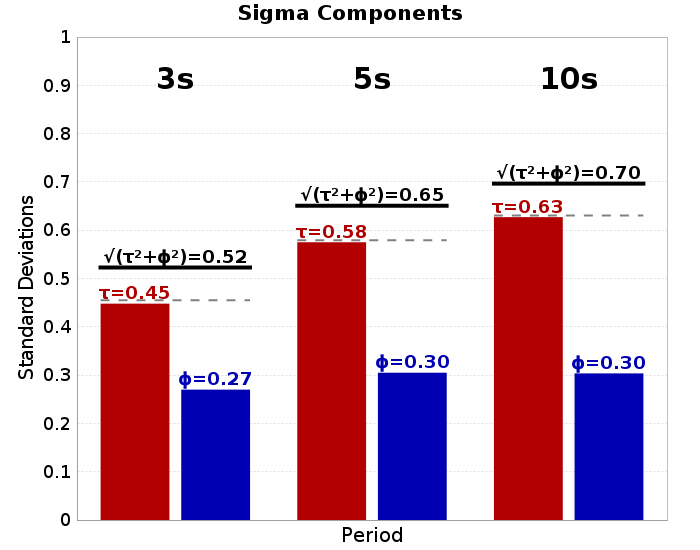 Sigma Components
1
0.9
0.8
0.7
0.6
0.5
0.4
0.3
0.2
0.1
0
Standard Deviations
3s
5s
10s
√(τ²+ϕ²)=0.52
τ=0.45
ϕ=0.27
√(τ²+ϕ²)=0.65
τ=0.58
ϕ=0.30
√(τ²+ϕ²)=0.70
τ=0.63
ϕ=0.30
Period